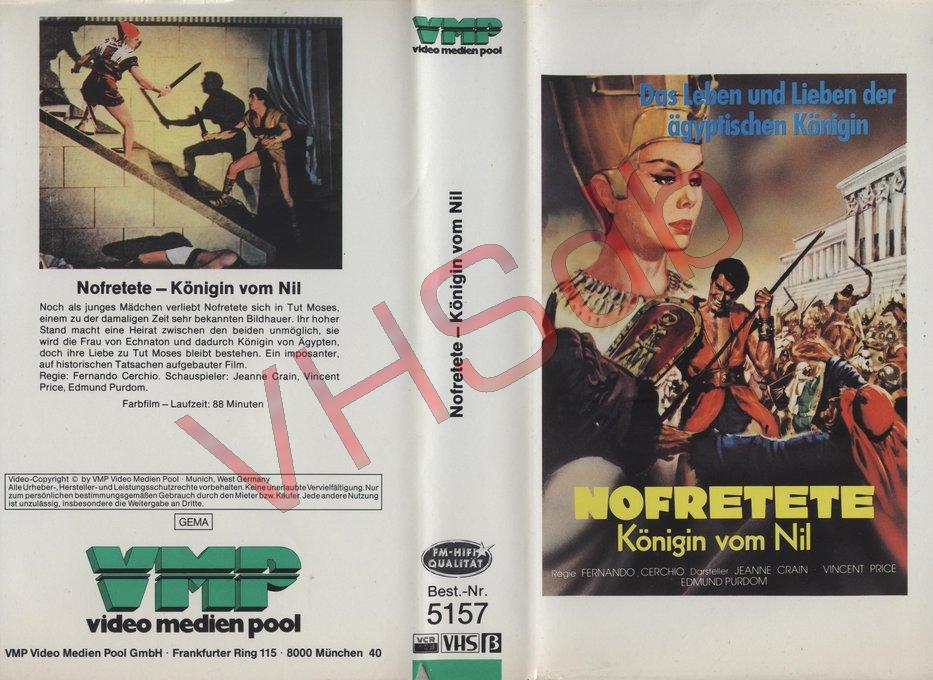 Nofretete – Königin vom Nil
Noch als junges Mädchen verliebt Nofretete sich in Tut Moses,
einem zu der damaligen Zeit sehr bekannten Bildhauer. Ihr hoher
Stand macht eine Heirat zwischen den beiden unmöglich, sie
wird die Frau von Echnaton und dadurch Königin von Ägypten,
doch ihre Liebe zu Tut Moses bleibt bestehen. Ein imposanter,
auf historischen Tatsachen aufgebauter Film.
Regie: Fernando Cerchio. Schauspieler: Jeanne Crain, Vincent
Price, Edmund Purdom.
Farbfilm – Laufzeit: 88 Minuten
Video-Copyright © by VMP Video Medien Pool · Munich, West Germany
Alle Urheber-, Hersteller- und Leistungsschutzrechte vorbehalten. Keine unerlaubte Vervielfältigung. Nur
zum persönlichen bestimmungsgemäßen Gebrauch durch den Mieter bzw. Käufer. Jede andere Nutzung
ist unzulässig, insbesondere die Weitergabe an Dritte.
GEMA
VMP
video medien pool
VMP Video Medien Pool GmbH · Frankfurter Ring 115 · 8000 München 40
VMP
video medien pool
Nofretete – Königin vom Nil
FM-HIFI
QUALITÄT
Best.-Nr.
5157
VCR VHS β
Das Leben und Lieben der
ägyptischen Königin
NOFRETETE
Königin vom Nil
Regie FERNANDO CERCHIO Darsteller JEANNE CRAIN · VINCENT PRICE
EDMUND PURDOM